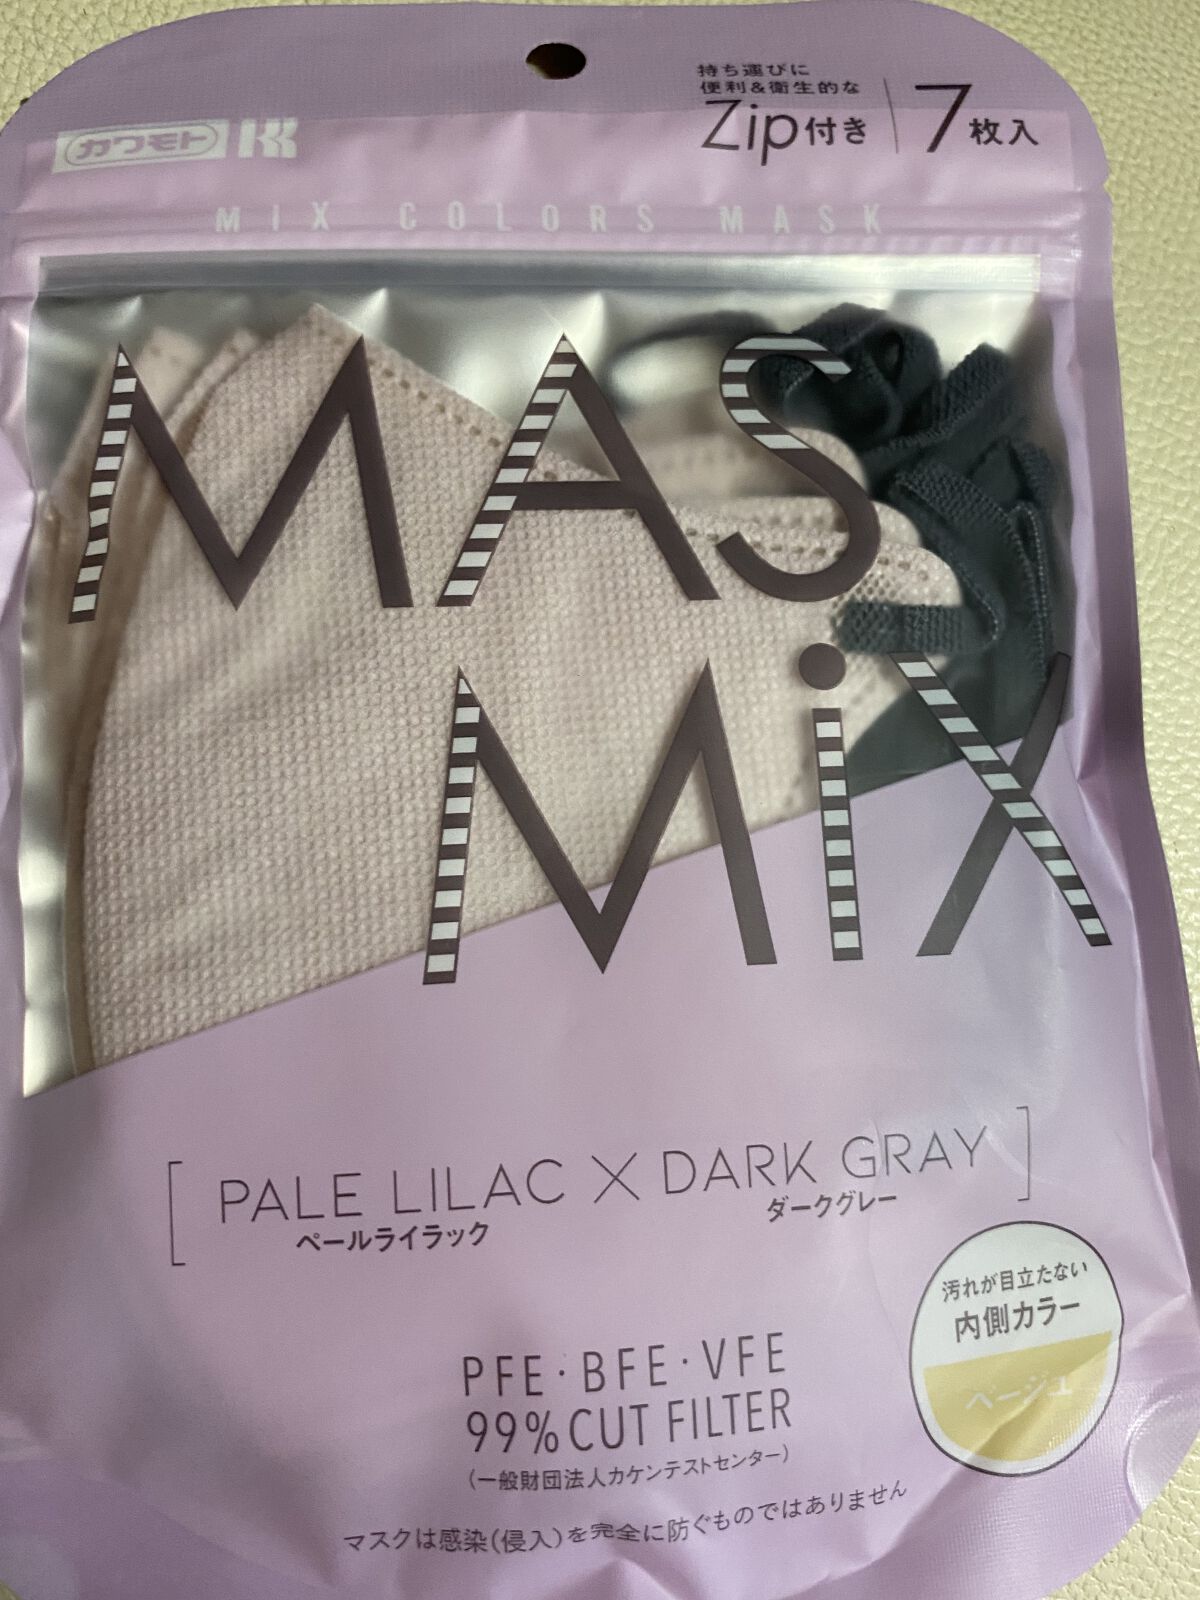 持ち運びに
便利&衛生的な
Zip付き
7枚入
カワモト
MiX COLORS MASK
MAS
MiX
[PALE LILAC × DARK GRAY]
ペールライラック ダークグレー
汚れが目立たない
内側カラー
ベージュ
PFE・BFE・VFE
99%CUT FILTER
(一般財団法人カケンテストセンター)
マスクは感染(侵入)を完全に防ぐものではありません